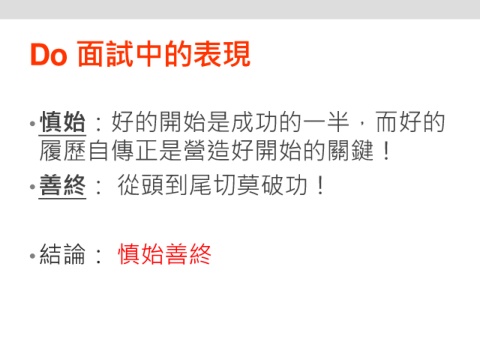 Do 面試中的表現
•慎始：好的開始是成功的一半，而好的
履歷自傳正是營造好開始的關鍵！
•善終： 從頭到尾切莫破功！
•結論： 慎始善終